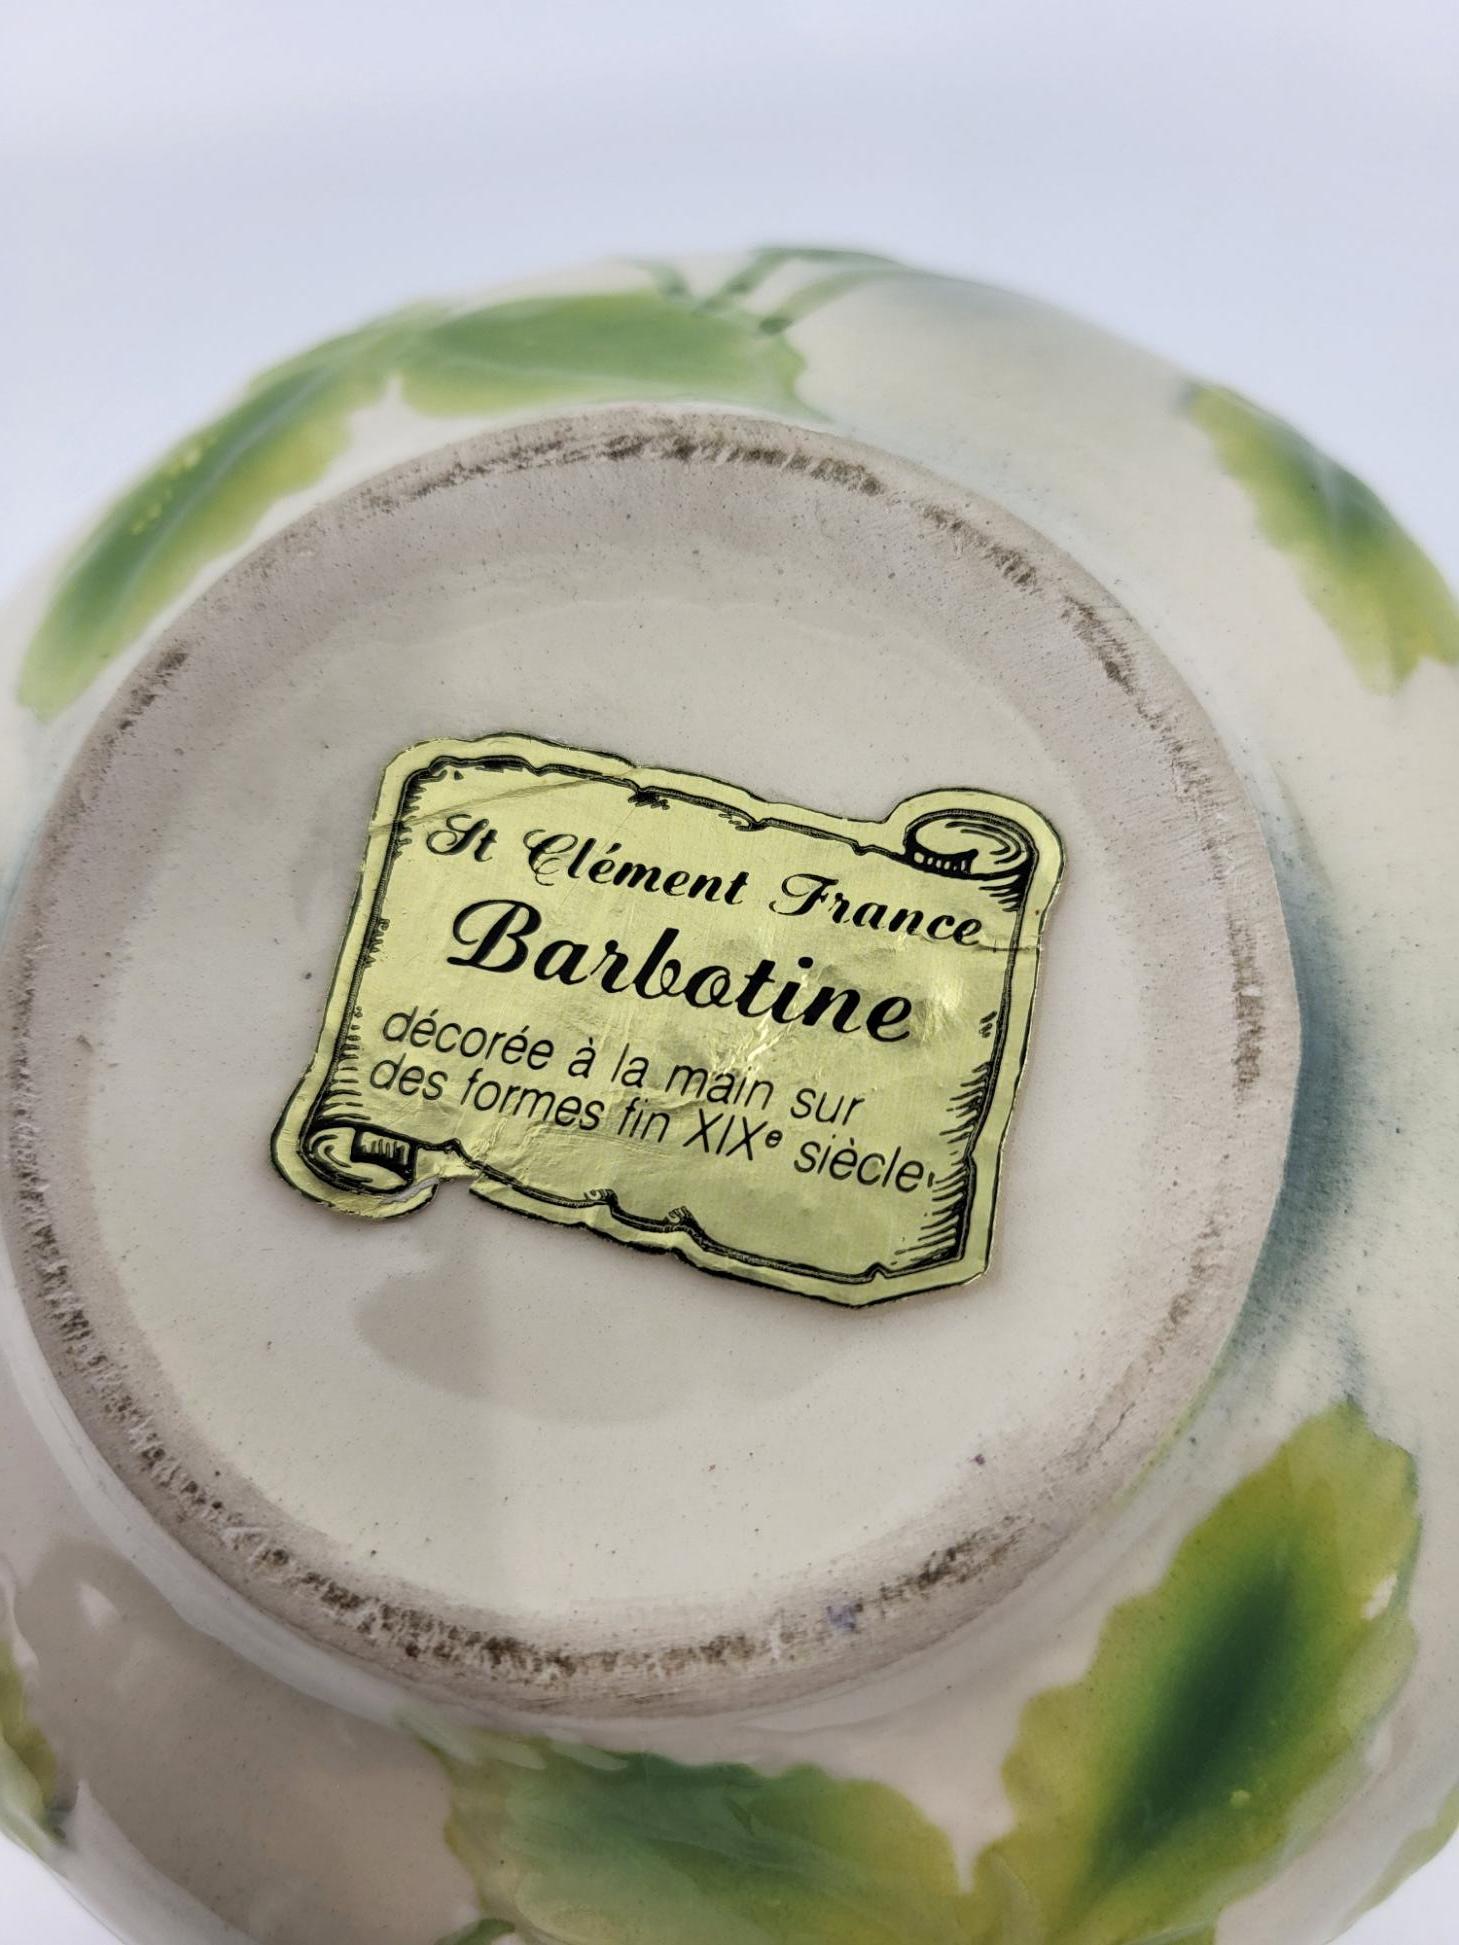 St Clément France
Barbotine
décorée à la main sur
des formes fin XIXe siècle.